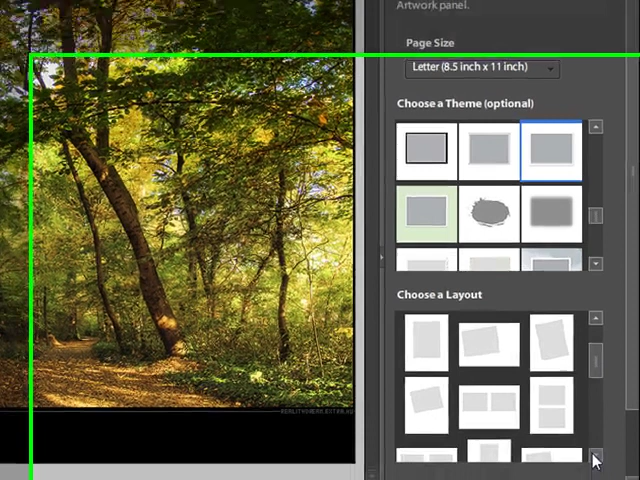 Artwork panel.
Page Size
Letter (8.5 inch x 11 inch)
Choose a Theme (optional)
Choose a Layout